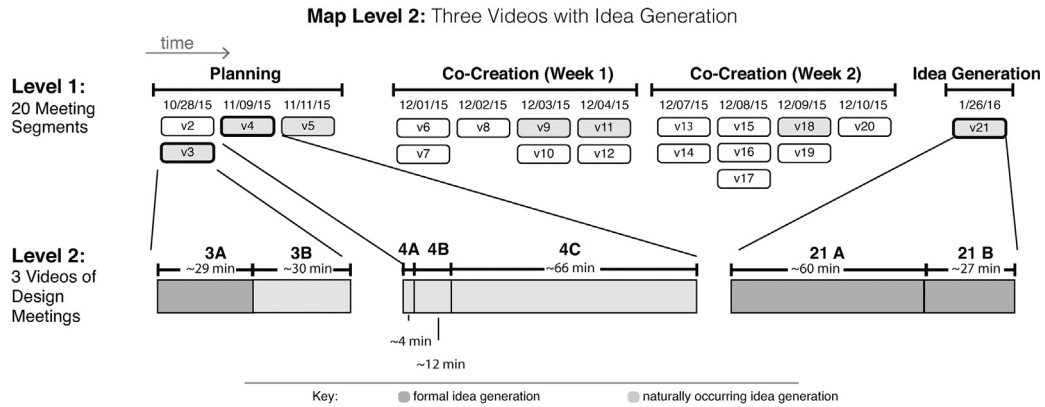 Map Level 2: Three Videos with Idea Generation
time
Level 1:
20 Meeting
Segments
Planning
Co-Creation (Week 1)
Co-Creation (Week 2)
Idea Generation
10/28/15 11/09/15 11/11/15
12/01/15 12/02/15 12/03/15 12/04/15
12/07/15 12/08/15 12/09/15 12/10/15
1/26/16
v2 v4 v5
v6 v8 v9 v11
v13 v15 v18 v20
v21
v3
v7 v10 v12
v14 v16 v19
v17
Level 2:
3 Videos of
Design
Meetings
3A 3B
4A 4B 4C
21 A 21 B
~29 min ~30 min
~66 min
~60 min ~27 min
~4 min
~12 min
Key: formal idea generation naturally occurring idea generation